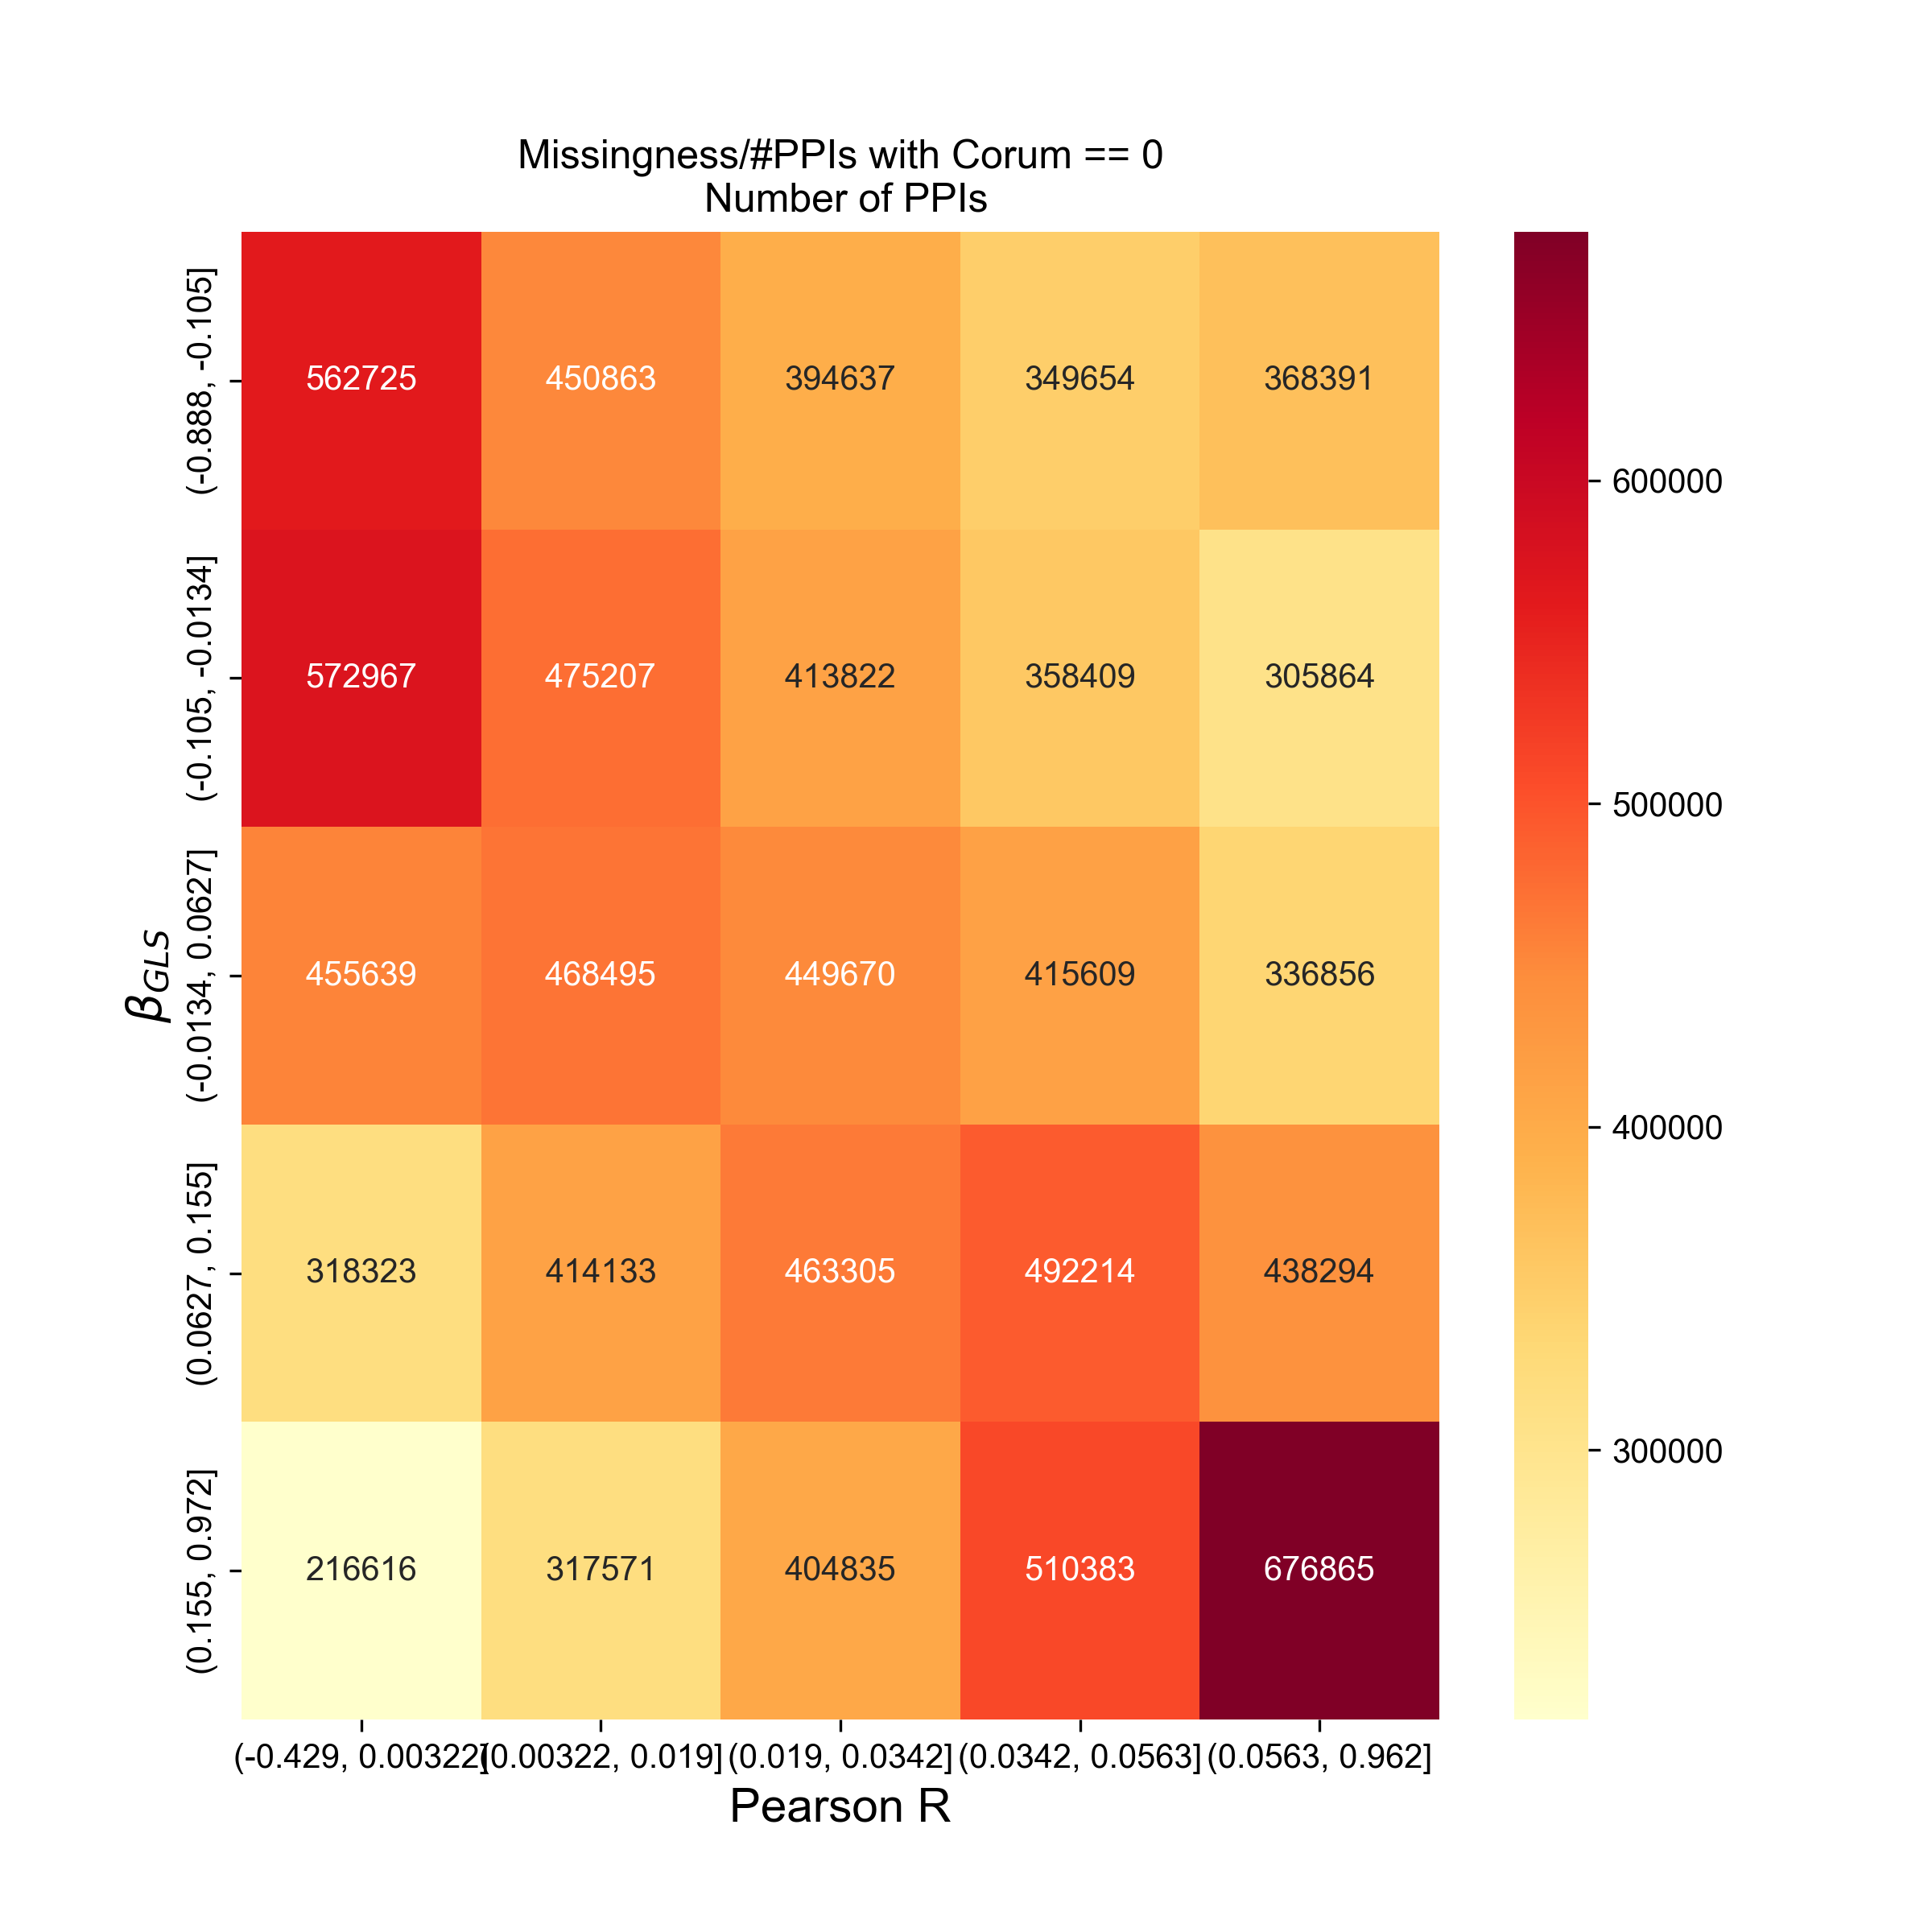 Missingness/#PPIs with Corum == 0
Number of PPIs
(-0.888, -0.105]
562725 450863 394637 349654 368391
(-0.105, -0.0134]
572967 475207 413822 358409 305864
(-0.0134, 0.0627]
455639 468495 449670 415609 336856
(0.0627, 0.155]
318323 414133 463305 492214 438294
(0.155, 0.972]
216616 317571 404835 510383 676865
β_GLS
(-0.429, 0.00322] (0.00322, 0.019] (0.019, 0.0342] (0.0342, 0.0563] (0.0563, 0.962]
Pearson R
600000
500000
400000
300000